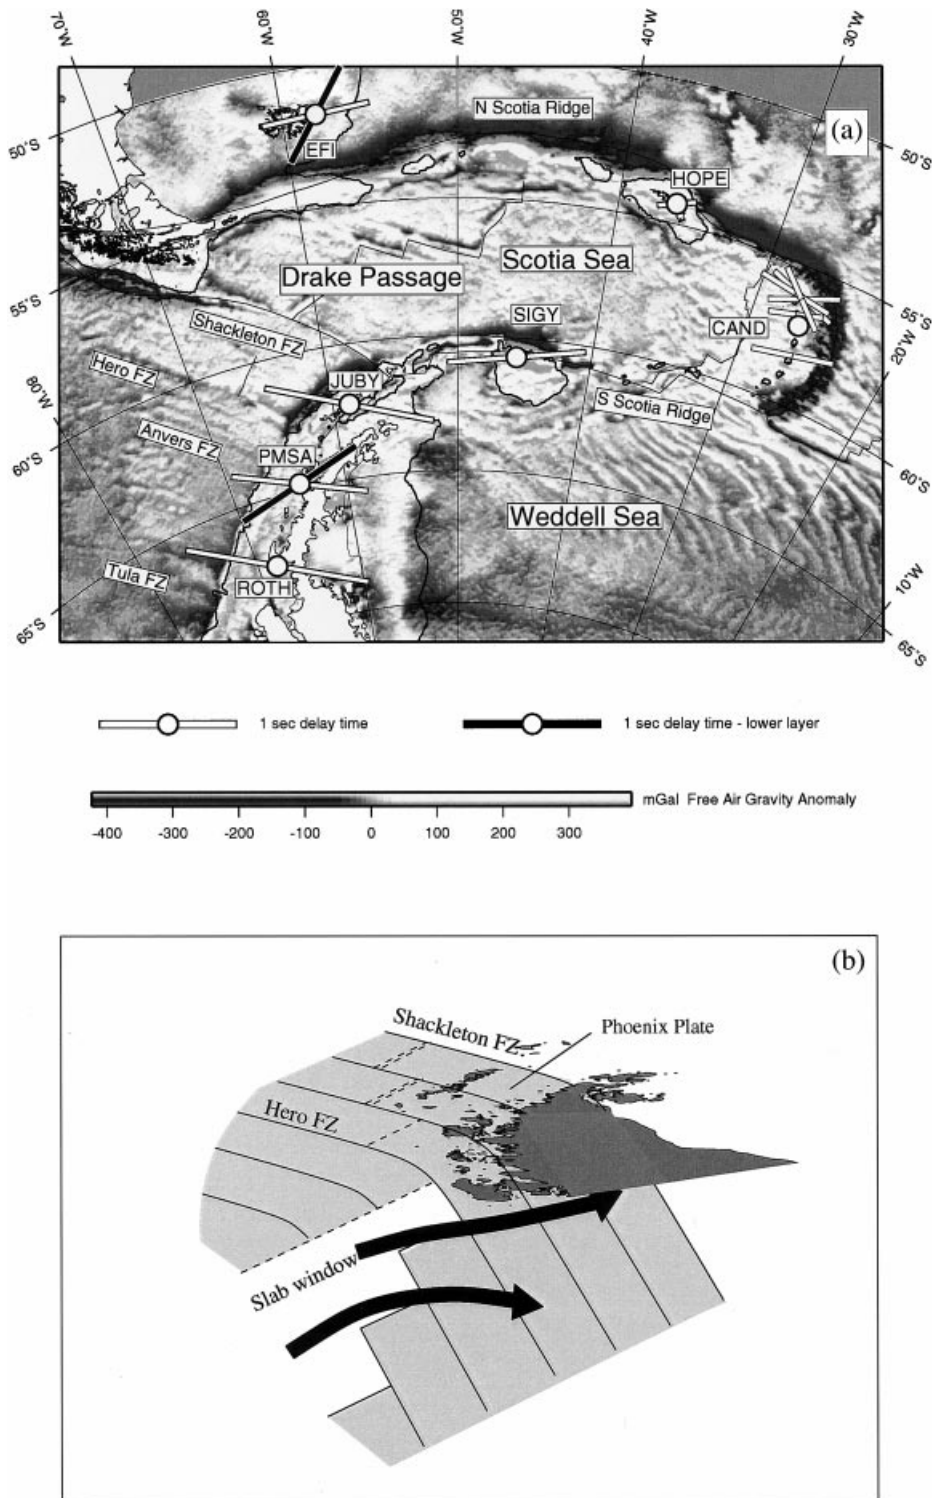 70°W
60°W
50°W
40°W
30°W
(a)
N Scotia Ridge
50°S
EFI
HOPE
50°S
Scotia Sea
Drake Passage
SIGY
CAND
55°S
55°S
Shackleton FZ
20°W
Hero FZ
JUBY
S Scotia Ridge
80°W
Anvers FZ
PMSA
60°S
60°S
Weddell Sea
Tula FZ
ROTH
10°W
65°S
65°S
1 sec delay time
1 sec delay time - lower layer
mGal Free Air Gravity Anomaly
-400 -300 -200 -100 0 100 200 300
(b)
Shackleton FZ
Phoenix Plate
Hero FZ
Slab window